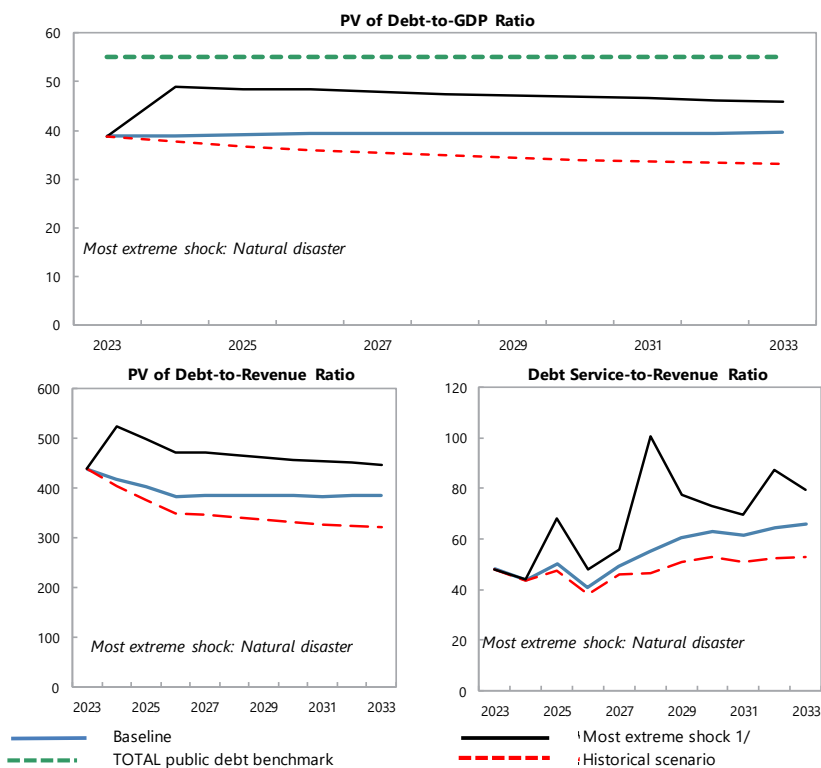 PV of Debt-to-GDP Ratio
60
50
40
30
20
10
0
Most extreme shock: Natural disaster
2023 2025 2027 2029 2031 2033
PV of Debt-to-Revenue Ratio
600
500
400
300
200
100
0
Most extreme shock: Natural disaster
2023 2025 2027 2029 2031 2033
Debt Service-to-Revenue Ratio
120
100
80
60
40
20
0
Most extreme shock: Natural disaster
2023 2025 2027 2029 2031 2033
Baseline
Most extreme shock 1/
TOTAL public debt benchmark
Historical scenario